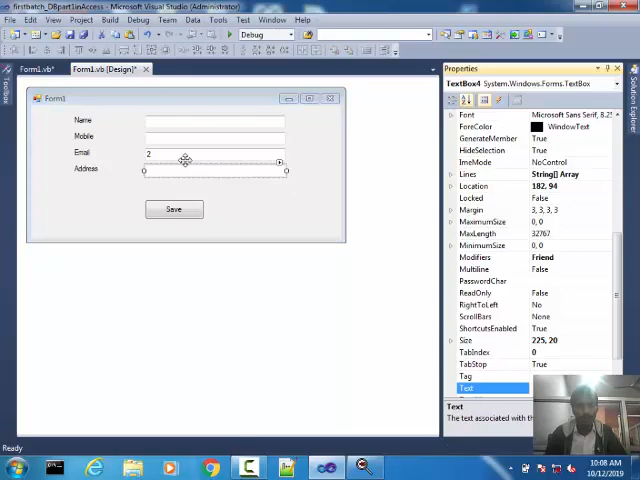 firstbatch_DBpart1inAccess - Microsoft Visual Studio (Administrator)
File Edit View Project Build Debug Team Data Tools Test Window Help
Debug
Form1.vb* Form1.vb [Design]*
Toolbox
Form1
Name
Mobile
Email 2
Address
Save
Properties
TextBox4 System.Windows.Forms.TextBox
Font Microsoft Sans Serif, 8.25
ForeColor WindowText
GenerateMember True
HideSelection True
ImeMode NoControl
Lines String[] Array
Location 182, 94
Locked False
Margin 3, 3, 3, 3
MaximumSize 0, 0
MaxLength 32767
MinimumSize 0, 0
Modifiers Friend
Multiline False
PasswordChar
ReadOnly False
RightToLeft No
ScrollBars None
ShortcutsEnabled True
Size 225, 20
TabIndex 0
TabStop True
Tag
Text
Text
The text associated with th
Solution Explorer
Ready
10:08 AM
10/12/2019